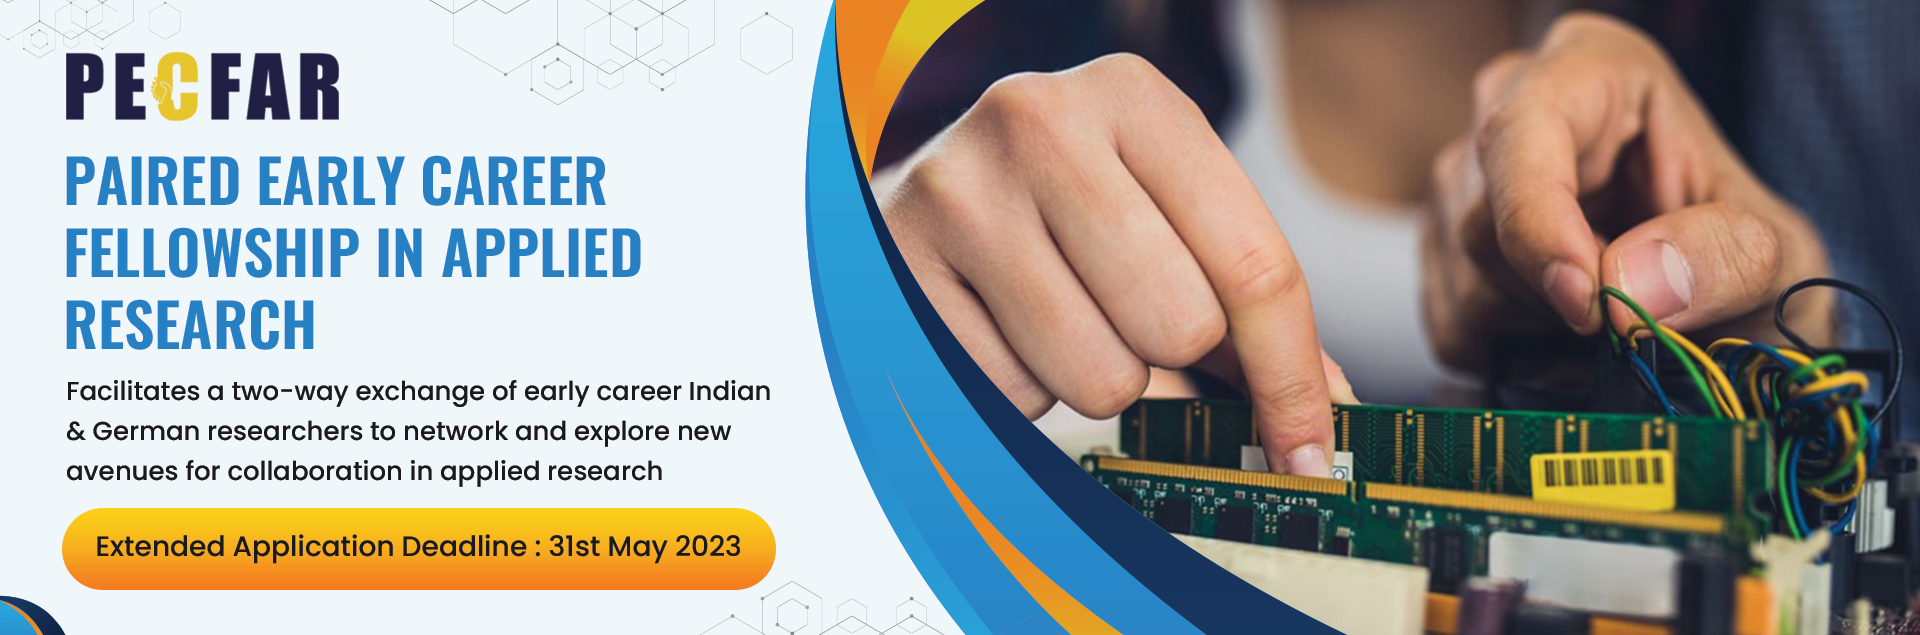 PECFAR
PAIRED EARLY CAREER
FELLOWSHIP IN APPLIED
RESEARCH
Facilitates a two-way exchange of early career Indian
& German researchers to network and explore new
avenues for collaboration in applied research
Extended Application Deadline : 31st May 2023